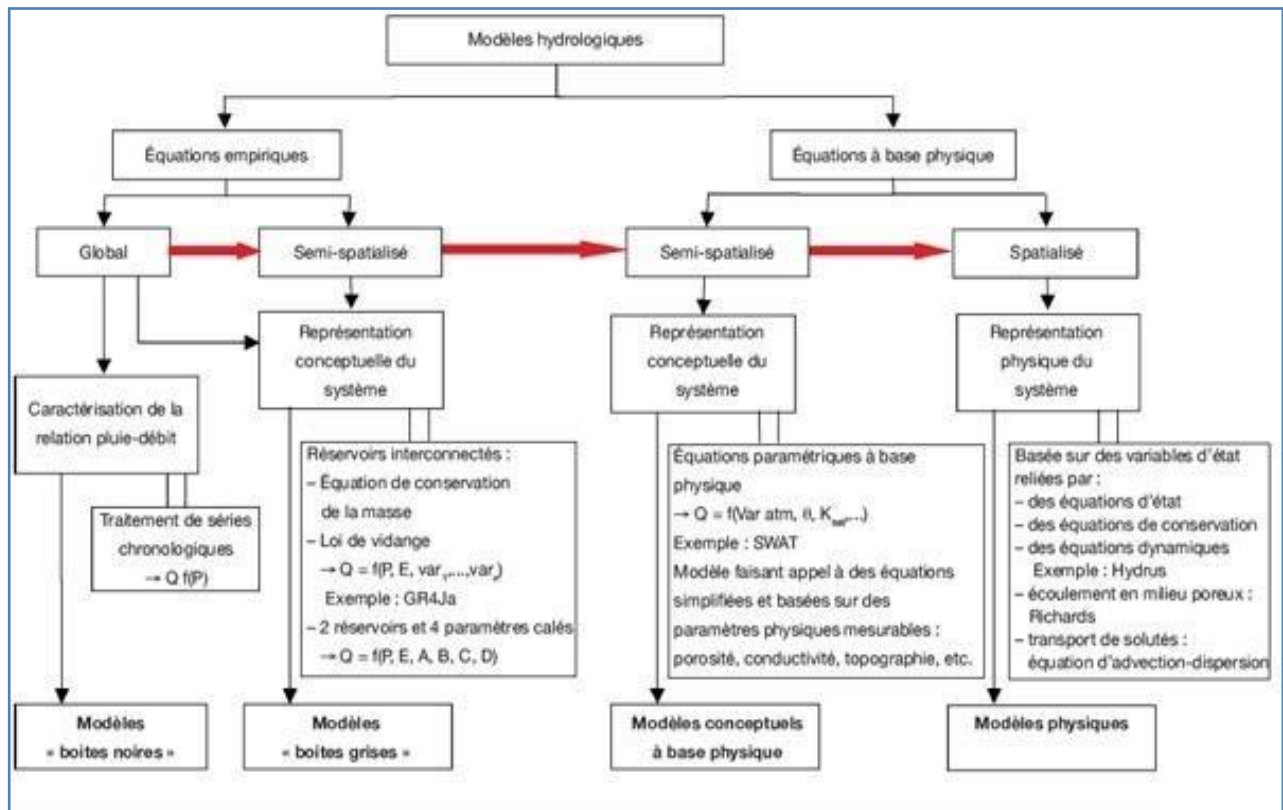 Modèles hydrologiques
Équations empiriques
Équations à base physique
Global
Semi-spatialisé
Semi-spatialisé
Spatialisé
Caractérisation de la
relation pluie-débit
Représentation
conceptuelle du
système
Représentation
conceptuelle du
système
Représentation
physique du
système
Traitement de séries
chronologiques
→ Q f(P)
Réservoirs interconnectés :
– Équation de conservation
de la masse
– Loi de vidange
→ Q = f(P, E, var₁,...,varₙ)
Exemple : GR4Ja
– 2 réservoirs et 4 paramètres calés
→ Q = f(P, E, A, B, C, D)
Équations paramétriques à base
physique
→ Q = f(Var atm, θ, Ksat,...)
Exemple : SWAT
Modèle faisant appel à des équations
simplifiées et basées sur des
paramètres physiques mesurables :
porosité, conductivité, topographie, etc.
Basée sur des variables d'état
reliées par :
– des équations d'état
– des équations de conservation
– des équations dynamiques
Exemple : Hydrus
– écoulement en milieu poreux :
Richards
– transport de solutés :
équation d'advection-dispersion
Modèles
« boites noires »
Modèles
« boites grises »
Modèles conceptuels
à base physique
Modèles physiques